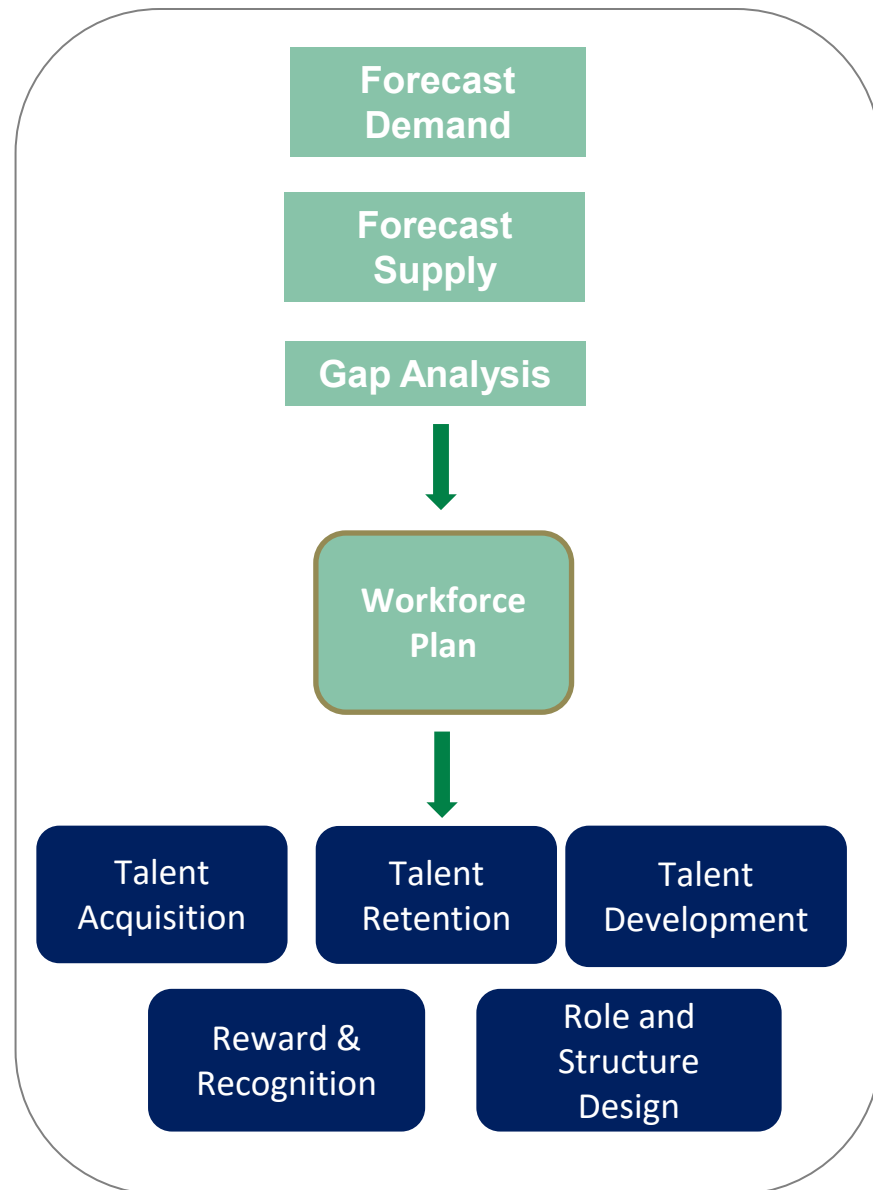 Forecast
Demand
Forecast
Supply
Gap Analysis
Workforce
Plan
Talent
Acquisition
Talent
Retention
Talent
Development
Reward &
Recognition
Role and
Structure
Design